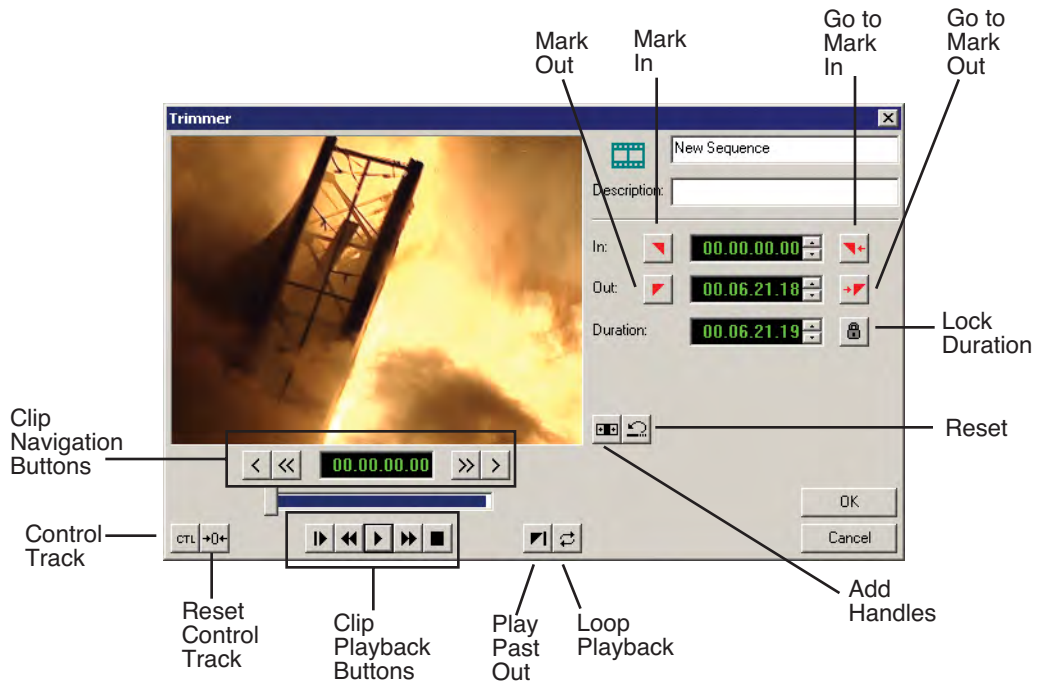 Mark
Out
Mark
In
Go to
Mark
In
Go to
Mark
Out
Trimmer
New Sequence
Description:
In:
00.00.00.00
Out:
00.06.21.18
Duration:
00.06.21.19
Lock
Duration
Clip
Navigation
Buttons
00.00.00.00
Reset
OK
Control
Track
CTL
0
Cancel
Reset
Control
Track
Clip
Playback
Buttons
Play
Past
Out
Loop
Playback
Add
Handles